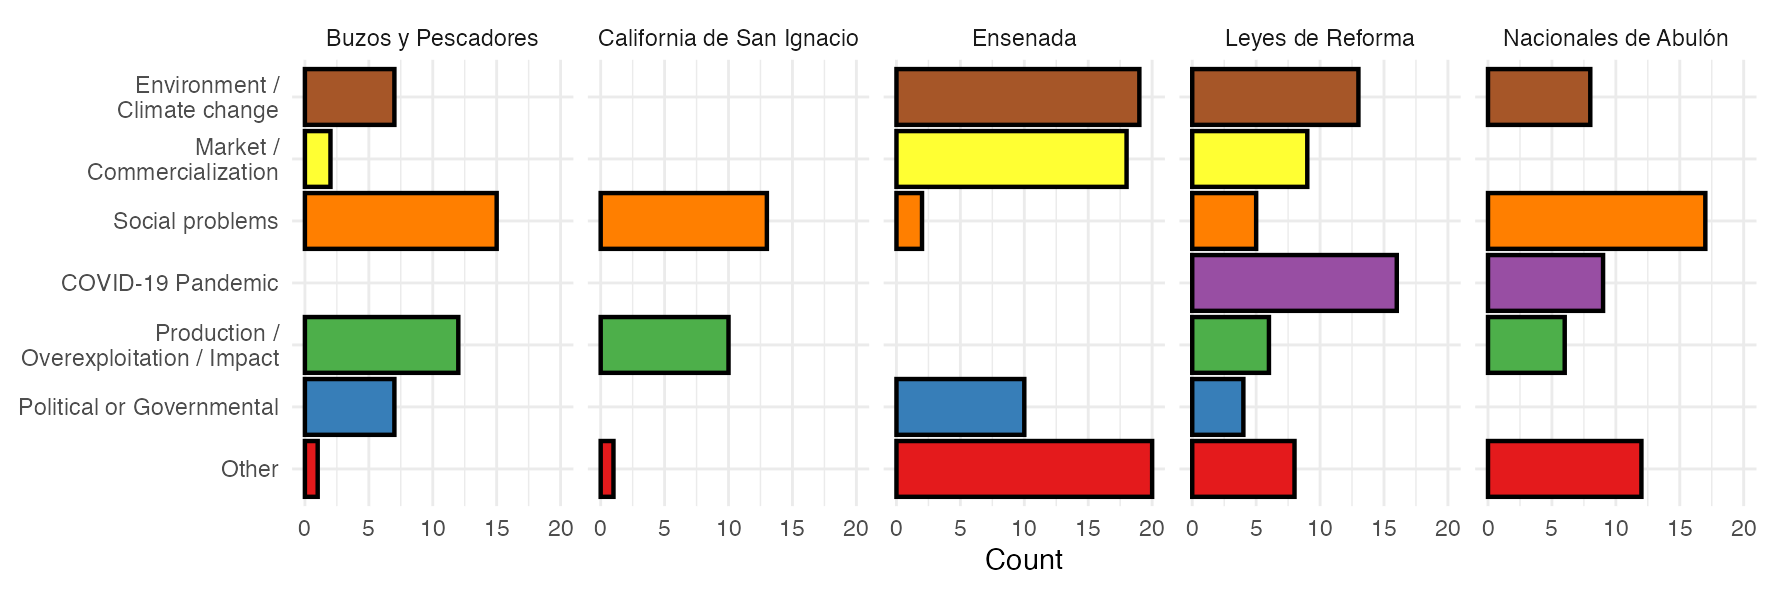 Buzos y Pescadores
California de San Ignacio
Ensenada
Leyes de Reforma
Nacionales de Abulón
Environment /
Climate change
Market /
Commercialization
Social problems
COVID-19 Pandemic
Production /
Overexploitation / Impact
Political or Governmental
Other
0 5 10 15 20
0 5 10 15 20
0 5 10 15 20
0 5 10 15 20
0 5 10 15 20
Count